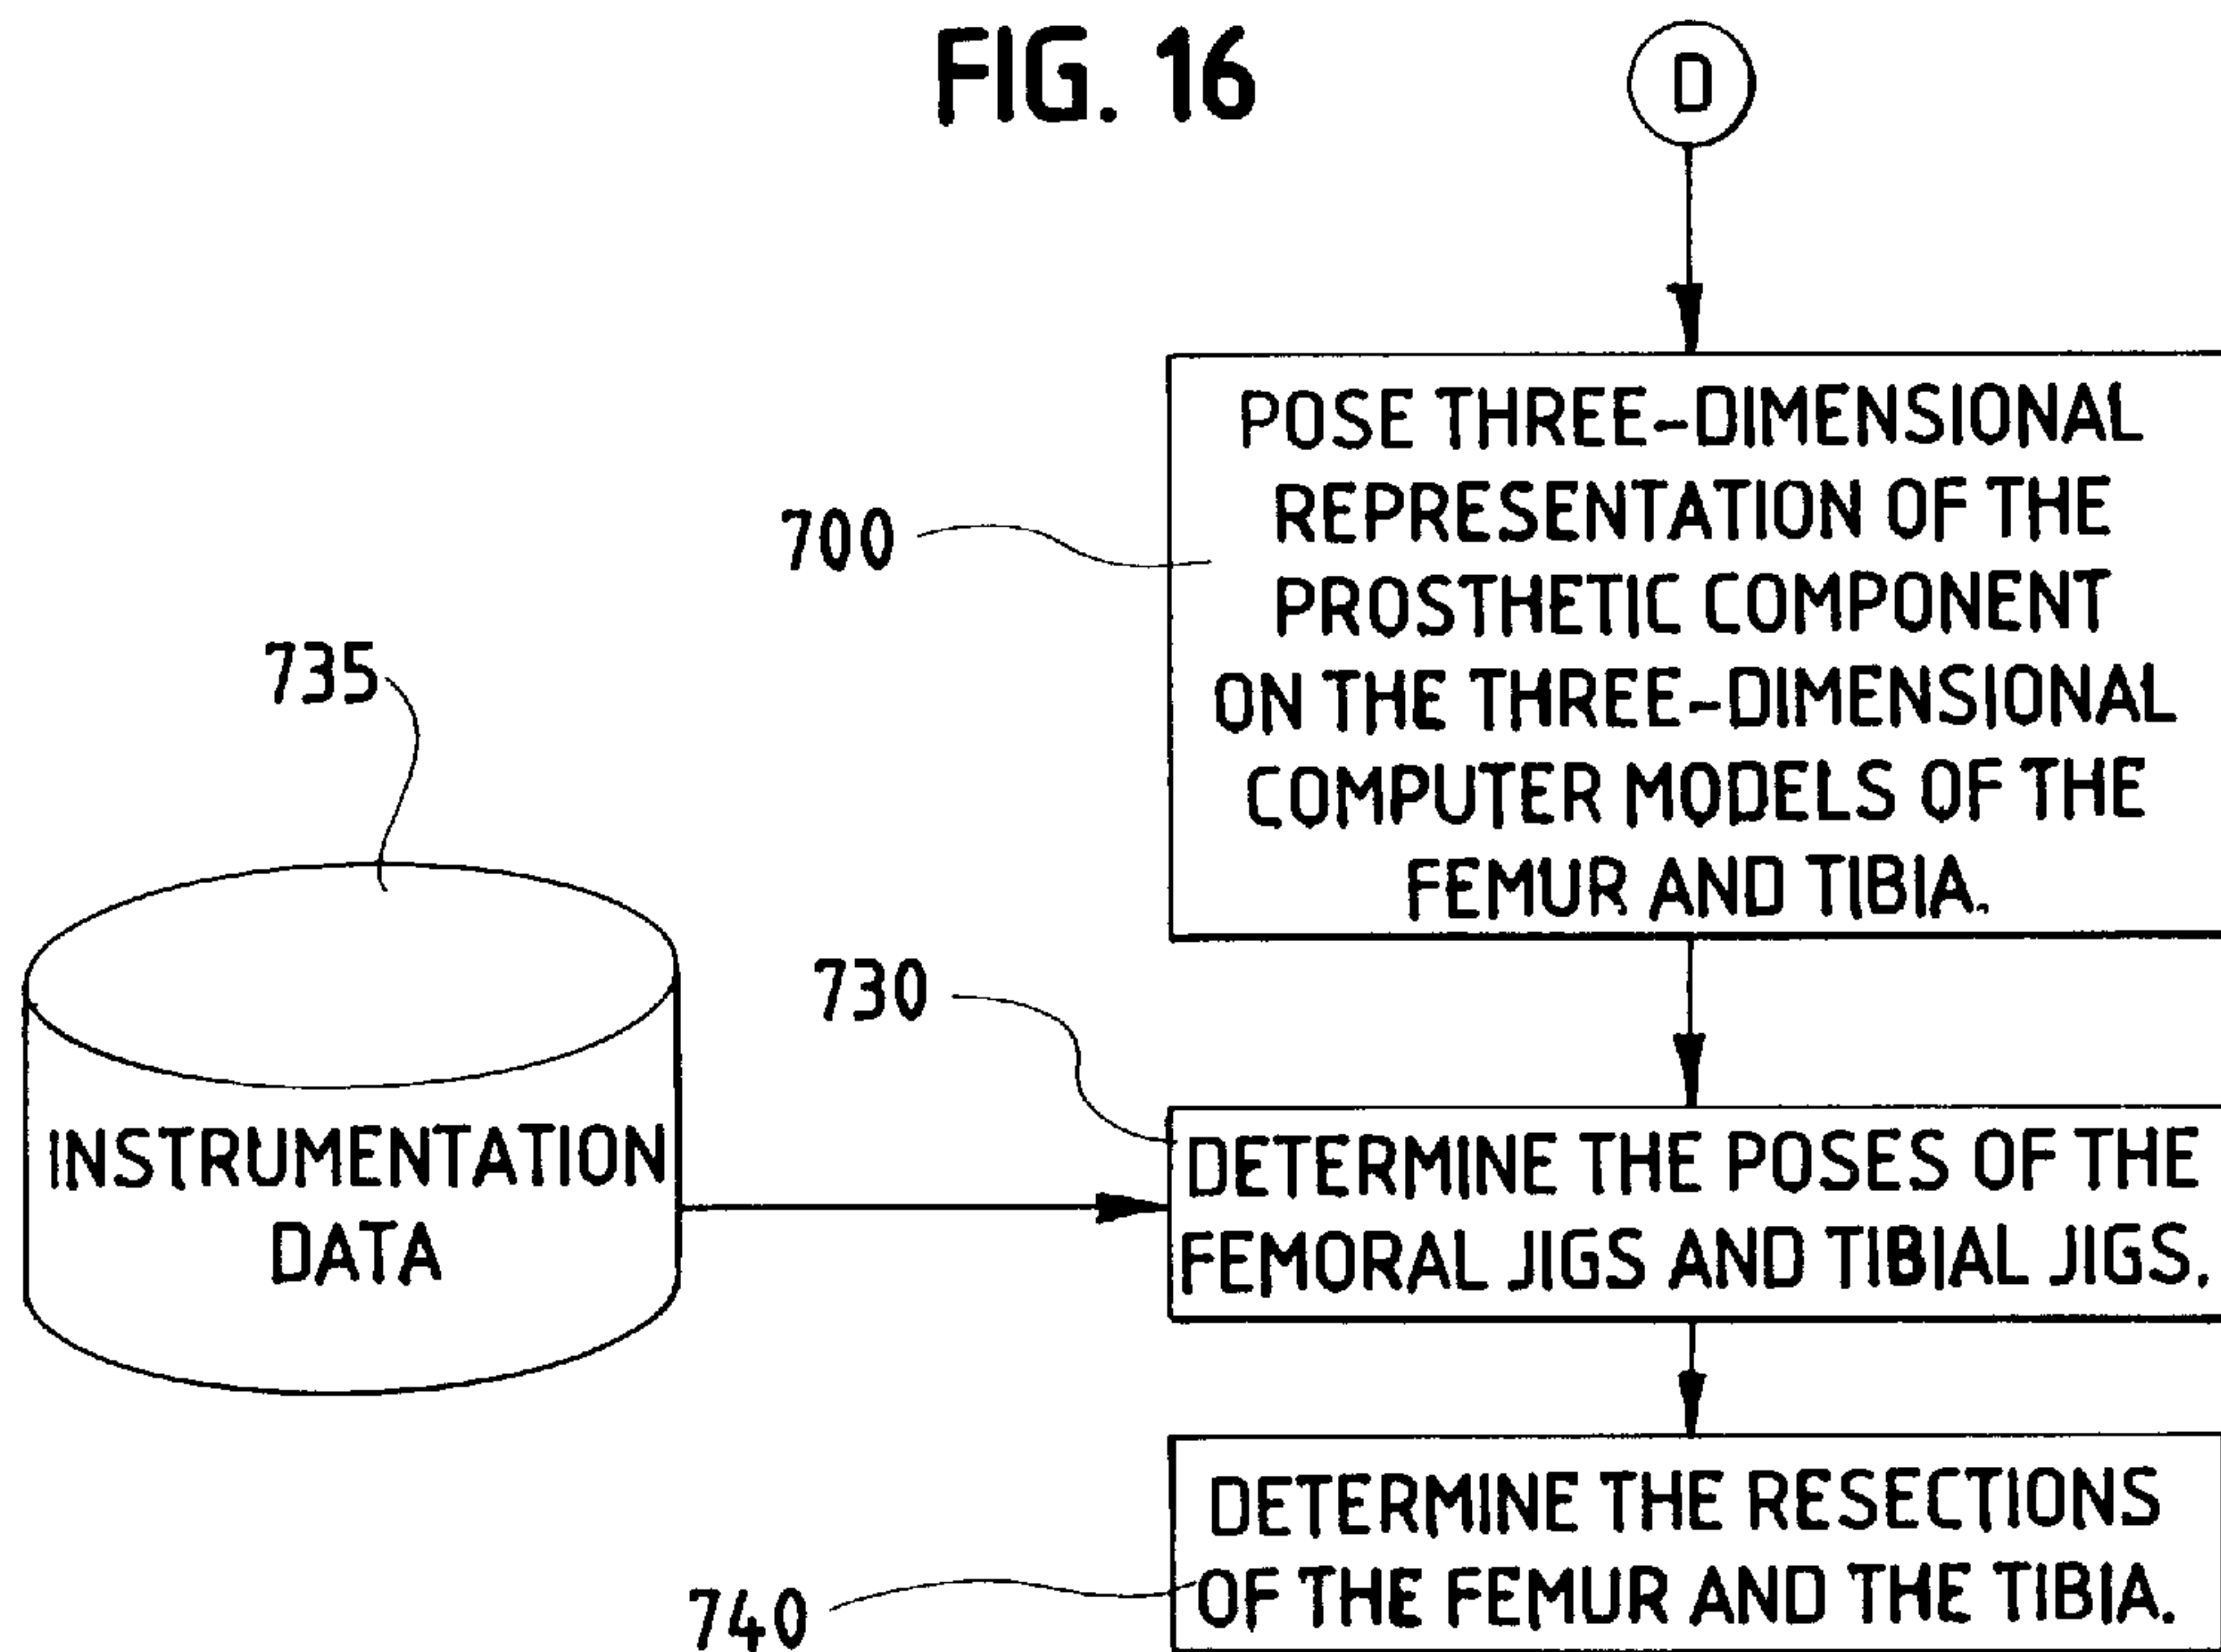 FIG. 16
D
POSE THREE-DIMENSIONAL
REPRESENTATION OF THE
PROSTHETIC COMPONENT
ON THE THREE-DIMENSIONAL
COMPUTER MODELS OF THE
FEMUR AND TIBIA.
700
735
730
INSTRUMENTATION
DATA
DETERMINE THE POSES OF THE
FEMORAL JIGS AND TIBIAL JIGS.
DETERMINE THE RESECTIONS
OF THE FEMUR AND THE TIBIA.
740